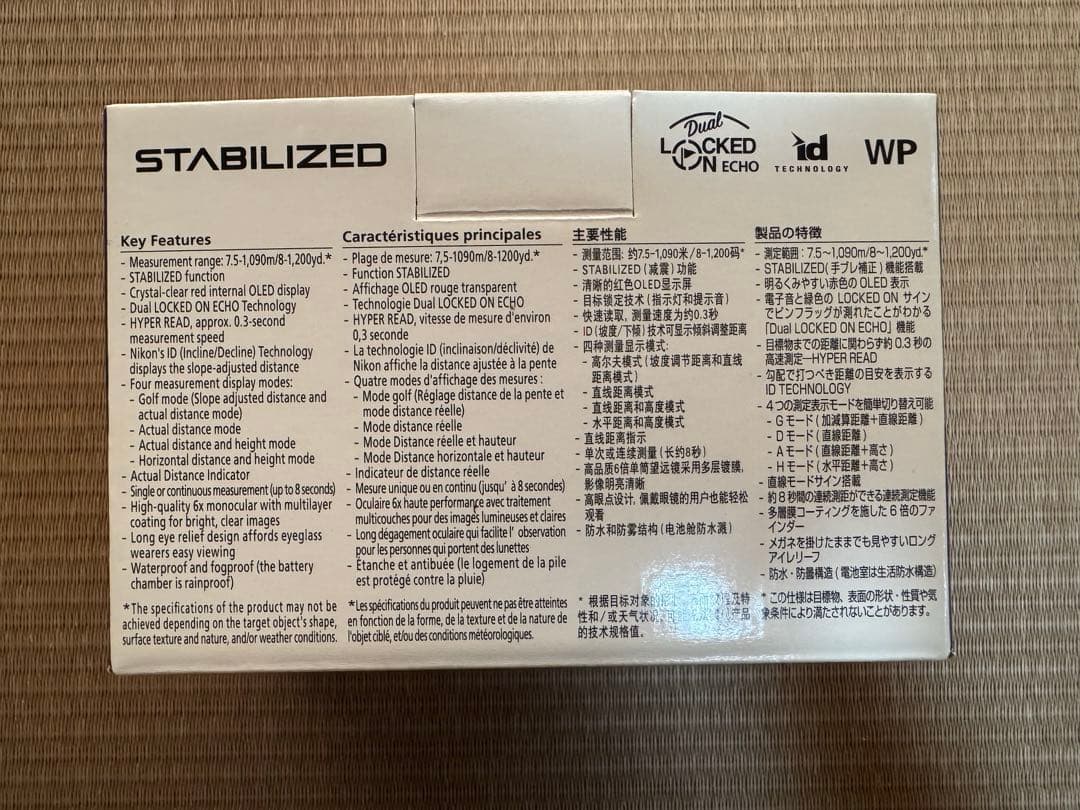 STABILIZED
Dual
LOCKED
ON ECHO
id
TECHNOLOGY
WP
Key Features
- Measurement range: 7.5-1,090m/8-1,200yd.*
- STABILIZED function
- Crystal-clear red internal OLED display
- Dual LOCKED ON ECHO Technology
- HYPER READ, approx. 0.3-second
measurement speed
- Nikon's ID (Incline/Decline) Technology
displays the slope-adjusted distance
- Four measurement display modes:
- Golf mode (Slope adjusted distance and
actual distance mode)
- Actual distance mode
- Actual distance and height mode
- Horizontal distance and height mode
- Actual Distance Indicator
- Single or continuous measurement (up to 8 seconds)
- High-quality 6x monocular with multilayer
coating for bright, clear images
- Long eye relief design affords eyeglass
wearers easy viewing
- Waterproof and fogproof (the battery
chamber is rainproof)
*The specifications of the product may not be
achieved depending on the target object's shape,
surface texture and nature, and/or weather conditions.
Caractéristiques principales
- Plage de mesure: 7,5-1090m/8-1200yd.*
- Function STABILIZED
- Affichage OLED rouge transparent
- Technologie Dual LOCKED ON ECHO
- HYPER READ, vitesse de mesure d'environ
0,3 seconde
- La technologie ID (inclinaison/déclivité) de
Nikon affiche la distance ajustée à la pente
- Quatre modes d'affichage des mesures :
- Mode golf (Réglage distance de la pente et
mode distance réelle)
- Mode distance réelle
- Mode Distance réelle et hauteur
- Mode Distance horizontale et hauteur
- Indicateur de distance réelle
- Mesure unique ou en continu (jusqu' à 8 secondes)
- Oculaire 6x haute performance avec traitement
multicouches pour des images lumineuses et claires
- Long dégagement oculaire qui facilite l' observation
pour les personnes qui portent des lunettes
- Étanche et antibuée (le logement de la pile
est protégé contre la pluie)
*Les spécifications du produit peuvent ne pas être atteintes
en fonction de la forme, de la texture et de la nature de
l'objet ciblé, et/ou des conditions météorologiques.
主要性能
- 测量范围: 约7.5-1,090米/8-1,200码*
- STABILIZED(减震)功能
- 清晰的红色OLED显示屏
- 目标锁定技术(指示灯和提示音)
- 快速读取, 测量速度为约0.3秒
- ID(坡度/下倾)技术可显示倾斜调整距离
- 四种测量显示模式:
- 高尔夫模式(坡度调节距离和直线
距离模式)
- 直线距离模式
- 直线距离和高度模式
- 水平距离和高度模式
- 直线距离指示
- 单次或连续测量(长约8秒)
- 高品质6倍单筒望远镜采用多层镀膜,
影像明亮清晰
- 高眼点设计, 佩戴眼镜的用户也能轻松
观看
- 防水和防雾结构(电池舱防水溅)
* 根据目标对象的形 及特
性和/或天气状况 产品
的技术规格值。
製品の特徴
- 測定範囲：7.5～1,090m/8～1,200yd.*
- STABILIZED(手ブレ補正)機能搭載
- 明るくみやすい赤色の OLED 表示
- 電子音と緑色の LOCKED ON サイン
でピンフラッグが測れたことがわかる
「Dual LOCKED ON ECHO」機能
- 目標物までの距離に関わらず約 0.3 秒の
高速測定―HYPER READ
- 勾配で打つべき距離の目安を表示する
ID TECHNOLOGY
- 4つの測定表示モードを簡単切り替え可能
- G モード(加減算距離＋直線距離)
- D モード(直線距離)
- A モード(直線距離＋高さ)
- H モード(水平距離＋高さ)
- 直線モードサイン搭載
- 約8秒間の連続測距ができる連続測定機能
- 多層膜コーティングを施した 6 倍のファ
インダー
- メガネを掛けたままでも見やすいロング
アイレリーフ
- 防水・防曇構造(電池室は生活防水構造)
* この仕様は目標物、表面の形状・性質や気
象条件により満たされないことがあります。